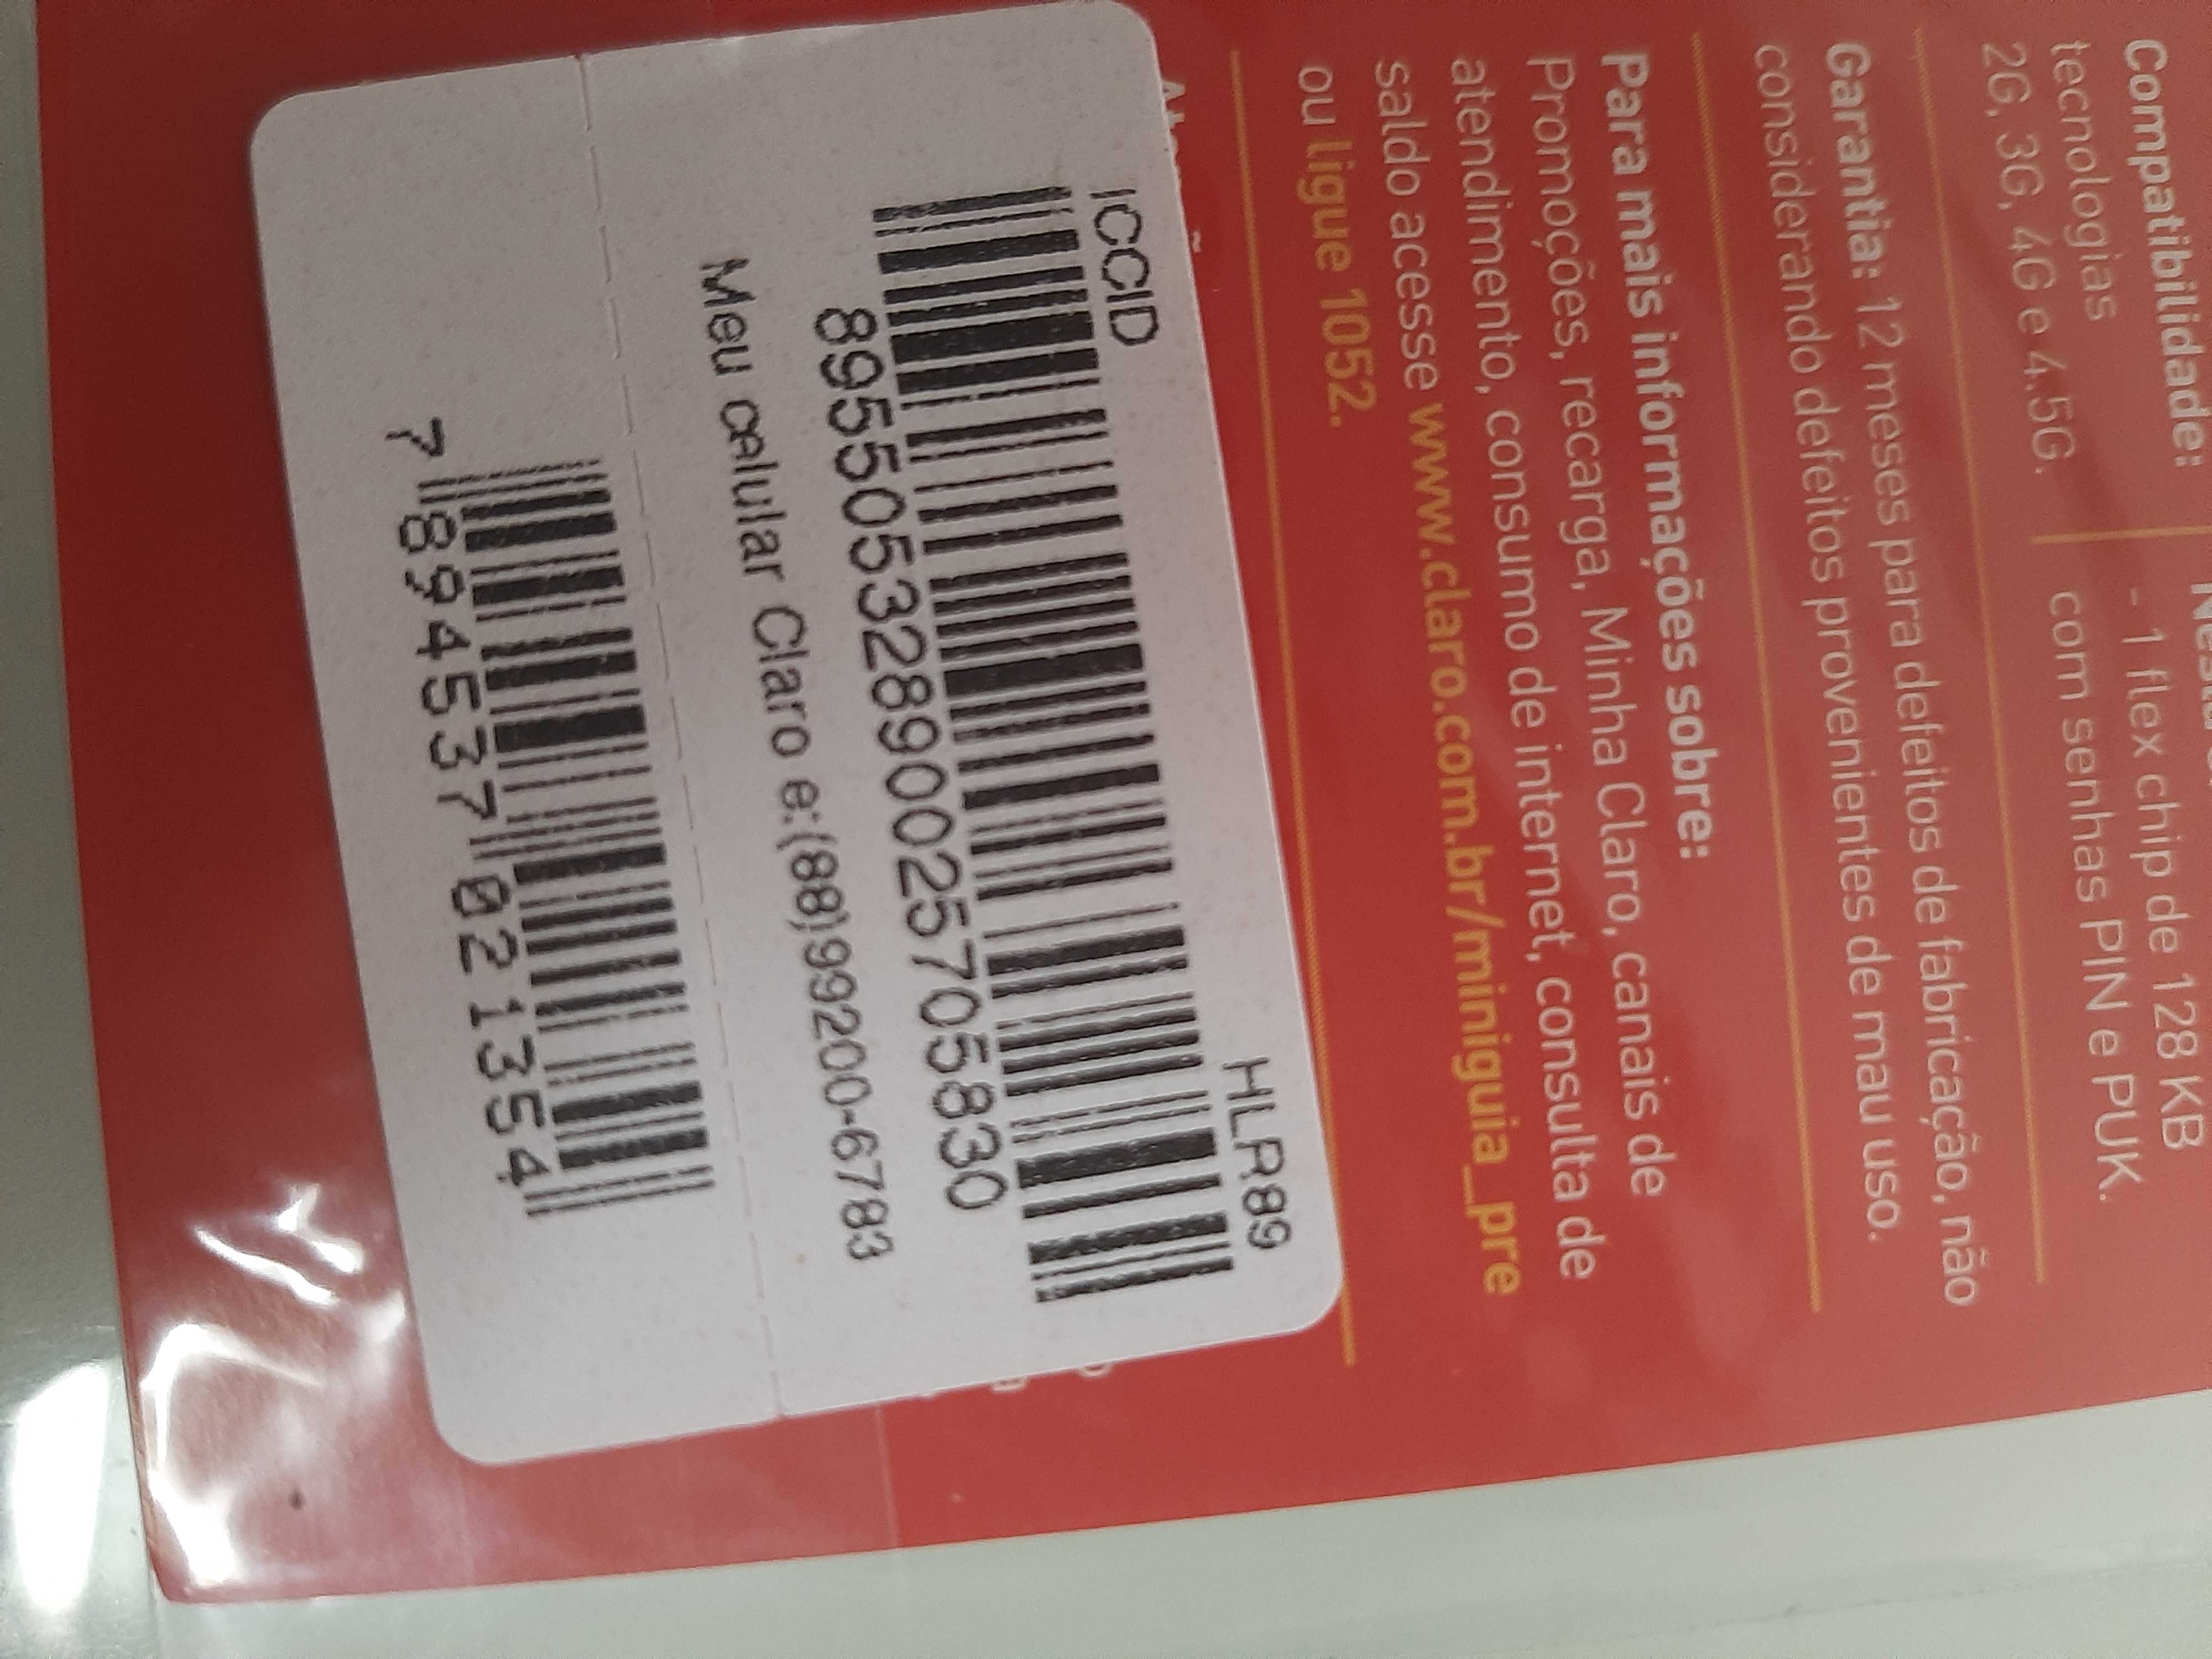 Compatibilidade:
tecnologias
2G, 3G, 4G e 4.5G.
- 1 flex chip de 128 KB
com senhas PIN e PUK.
Garantia: 12 meses para defeitos de fabricação, não
considerando defeitos provenientes de mau uso.
Para mais informações sobre:
Promoções, recarga, Minha Claro, canais de
atendimento, consumo de internet, consulta de
saldo acesse www.claro.com.br/miniguia_pre
ou ligue 1052.
ICCID HLR89
89550532890025705830
Meu celular Claro e:(88)99200-6783
7 894537 021354